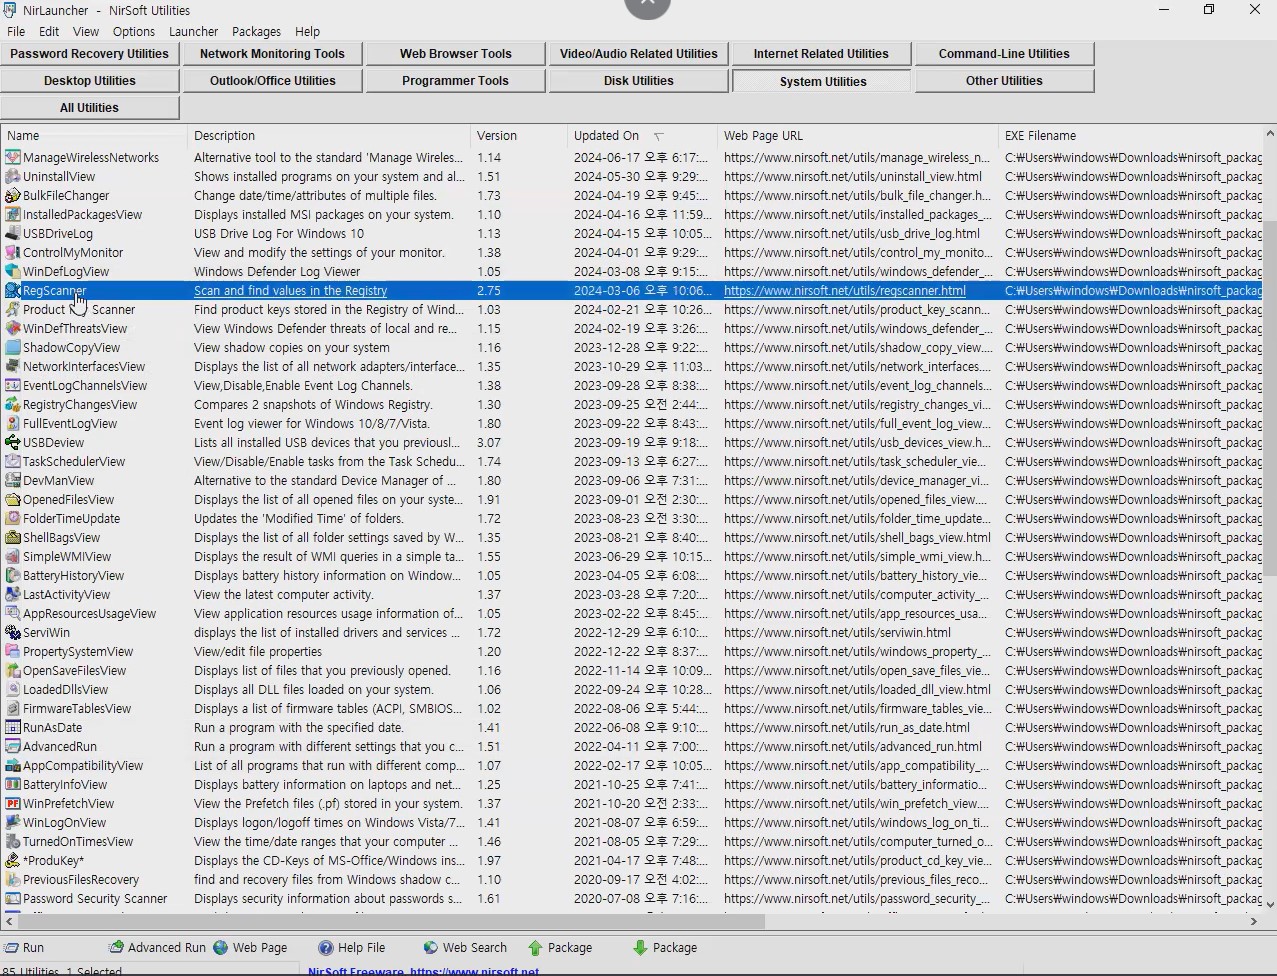 NirLauncher - NirSoft Utilities
File Edit View Options Launcher Packages Help
Password Recovery Utilities Network Monitoring Tools Web Browser Tools Video/Audio Related Utilities Internet Related Utilities Command-Line Utilities
Desktop Utilities Outlook/Office Utilities Programmer Tools Disk Utilities System Utilities Other Utilities
All Utilities
Name Description Version Updated On Web Page URL EXE Filename
ManageWirelessNetworks Alternative tool to the standard 'Manage Wireles... 1.14 2024-06-17 오후 6:17:... https://www.nirsoft.net/utils/manage_wireless_n... C:₩Users₩windows₩Downloads₩nirsoft_packag
UninstallView Shows installed programs on your system and al... 1.51 2024-05-30 오후 9:29:... https://www.nirsoft.net/utils/uninstall_view.html C:₩Users₩windows₩Downloads₩nirsoft_packag
BulkFileChanger Change date/time/attributes of multiple files. 1.73 2024-04-19 오후 9:45:... https://www.nirsoft.net/utils/bulk_file_changer.h... C:₩Users₩windows₩Downloads₩nirsoft_packag
InstalledPackagesView Displays installed MSI packages on your system. 1.10 2024-04-16 오후 11:59... https://www.nirsoft.net/utils/installed_packages_... C:₩Users₩windows₩Downloads₩nirsoft_packag
USBDriveLog USB Drive Log For Windows 10 1.13 2024-04-15 오후 10:05... https://www.nirsoft.net/utils/usb_drive_log.html C:₩Users₩windows₩Downloads₩nirsoft_packag
ControlMyMonitor View and modify the settings of your monitor. 1.38 2024-04-01 오후 9:29:... https://www.nirsoft.net/utils/control_my_monito... C:₩Users₩windows₩Downloads₩nirsoft_packag
WinDefLogView Windows Defender Log Viewer 1.05 2024-03-08 오후 9:15:... https://www.nirsoft.net/utils/windows_defender_... C:₩Users₩windows₩Downloads₩nirsoft_packag
RegScanner Scan and find values in the Registry 2.75 2024-03-06 오후 10:06... https://www.nirsoft.net/utils/regscanner.html C:₩Users₩windows₩Downloads₩nirsoft_packag
Product Scanner Find product keys stored in the Registry of Wind... 1.03 2024-02-21 오후 10:26... https://www.nirsoft.net/utils/product_key_scann... C:₩Users₩windows₩Downloads₩nirsoft_packag
WinDefThreatsView View Windows Defender threats of local and re... 1.15 2024-02-19 오후 3:26:... https://www.nirsoft.net/utils/windows_defender_... C:₩Users₩windows₩Downloads₩nirsoft_packag
ShadowCopyView View shadow copies on your system 1.16 2023-12-28 오후 9:22:... https://www.nirsoft.net/utils/shadow_copy_view.... C:₩Users₩windows₩Downloads₩nirsoft_packag
NetworkInterfacesView Displays the list of all network adapters/interface... 1.35 2023-10-29 오후 11:03... https://www.nirsoft.net/utils/network_interfaces.... C:₩Users₩windows₩Downloads₩nirsoft_packag
EventLogChannelsView View,Disable,Enable Event Log Channels. 1.38 2023-09-28 오후 8:38:... https://www.nirsoft.net/utils/event_log_channels... C:₩Users₩windows₩Downloads₩nirsoft_packag
RegistryChangesView Compares 2 snapshots of Windows Registry. 1.30 2023-09-25 오전 2:44:... https://www.nirsoft.net/utils/registry_changes_vi... C:₩Users₩windows₩Downloads₩nirsoft_packag
FullEventLogView Event log viewer for Windows 10/8/7/Vista. 1.80 2023-09-22 오후 8:43:... https://www.nirsoft.net/utils/full_event_log_view... C:₩Users₩windows₩Downloads₩nirsoft_packag
USBDeview Lists all installed USB devices that you previousl... 3.07 2023-09-19 오후 9:18:... https://www.nirsoft.net/utils/usb_devices_view.h... C:₩Users₩windows₩Downloads₩nirsoft_packag
TaskSchedulerView View/Disable/Enable tasks from the Task Schedu... 1.74 2023-09-13 오후 6:27:... https://www.nirsoft.net/utils/task_scheduler_vie... C:₩Users₩windows₩Downloads₩nirsoft_packag
DevManView Alternative to the standard Device Manager of ... 1.80 2023-09-06 오후 7:31:... https://www.nirsoft.net/utils/device_manager_vi... C:₩Users₩windows₩Downloads₩nirsoft_packag
OpenedFilesView Displays the list of all opened files on your syste... 1.91 2023-09-01 오전 2:30:... https://www.nirsoft.net/utils/opened_files_view.... C:₩Users₩windows₩Downloads₩nirsoft_packag
FolderTimeUpdate Updates the 'Modified Time' of folders. 1.72 2023-08-23 오전 3:30:... https://www.nirsoft.net/utils/folder_time_update... C:₩Users₩windows₩Downloads₩nirsoft_packag
ShellBagsView Displays the list of all folder settings saved by W... 1.35 2023-08-21 오후 8:40:... https://www.nirsoft.net/utils/shell_bags_view.html C:₩Users₩windows₩Downloads₩nirsoft_packag
SimpleWMIView Displays the result of WMI queries in a simple ta... 1.55 2023-06-29 오후 10:15... https://www.nirsoft.net/utils/simple_wmi_view.h... C:₩Users₩windows₩Downloads₩nirsoft_packag
BatteryHistoryView Displays battery history information on Window... 1.05 2023-04-05 오후 6:08:... https://www.nirsoft.net/utils/battery_history_vie... C:₩Users₩windows₩Downloads₩nirsoft_packag
LastActivityView View the latest computer activity. 1.37 2023-03-28 오후 7:20:... https://www.nirsoft.net/utils/computer_activity_... C:₩Users₩windows₩Downloads₩nirsoft_packag
AppResourcesUsageView View application resources usage information of... 1.05 2023-02-22 오후 8:45:... https://www.nirsoft.net/utils/app_resources_usa... C:₩Users₩windows₩Downloads₩nirsoft_packag
ServiWin displays the list of installed drivers and services ... 1.72 2022-12-29 오후 6:10:... https://www.nirsoft.net/utils/serviwin.html C:₩Users₩windows₩Downloads₩nirsoft_packag
PropertySystemView View/edit file properties 1.20 2022-12-22 오후 8:37:... https://www.nirsoft.net/utils/windows_property_... C:₩Users₩windows₩Downloads₩nirsoft_packag
OpenSaveFilesView Displays list of files that you previously opened. 1.16 2022-11-14 오후 10:09... https://www.nirsoft.net/utils/open_save_files_vie... C:₩Users₩windows₩Downloads₩nirsoft_packag
LoadedDllsView Displays all DLL files loaded on your system. 1.06 2022-09-24 오후 10:28... https://www.nirsoft.net/utils/loaded_dll_view.html C:₩Users₩windows₩Downloads₩nirsoft_packag
FirmwareTablesView Displays a list of firmware tables (ACPI, SMBIOS... 1.02 2022-08-06 오후 5:44:... https://www.nirsoft.net/utils/firmware_tables_vie... C:₩Users₩windows₩Downloads₩nirsoft_packag
RunAsDate Run a program with the specified date. 1.41 2022-06-08 오후 9:10:... https://www.nirsoft.net/utils/run_as_date.html C:₩Users₩windows₩Downloads₩nirsoft_packag
AdvancedRun Run a program with different settings that you c... 1.51 2022-04-11 오후 7:00:... https://www.nirsoft.net/utils/advanced_run.html C:₩Users₩windows₩Downloads₩nirsoft_packag
AppCompatibilityView List of all programs that run with different comp... 1.07 2022-02-17 오후 10:05... https://www.nirsoft.net/utils/app_compatibility_... C:₩Users₩windows₩Downloads₩nirsoft_packag
BatteryInfoView Displays battery information on laptops and net... 1.25 2021-10-25 오후 7:41:... https://www.nirsoft.net/utils/battery_informatio... C:₩Users₩windows₩Downloads₩nirsoft_packag
WinPrefetchView View the Prefetch files (.pf) stored in your system. 1.37 2021-10-20 오전 2:33:... https://www.nirsoft.net/utils/win_prefetch_view.... C:₩Users₩windows₩Downloads₩nirsoft_packag
WinLogOnView Displays logon/logoff times on Windows Vista/7... 1.41 2021-08-07 오후 6:59:... https://www.nirsoft.net/utils/windows_log_on_ti... C:₩Users₩windows₩Downloads₩nirsoft_packag
TurnedOnTimesView View the time/date ranges that your computer ... 1.46 2021-08-05 오후 7:29:... https://www.nirsoft.net/utils/computer_turned_o... C:₩Users₩windows₩Downloads₩nirsoft_packag
*ProduKey* Displays the CD-Keys of MS-Office/Windows ins... 1.97 2021-04-17 오후 7:48:... https://www.nirsoft.net/utils/product_cd_key_vie... C:₩Users₩windows₩Downloads₩nirsoft_packag
PreviousFilesRecovery find and recovery files from Windows shadow c... 1.10 2020-09-17 오전 4:02:... https://www.nirsoft.net/utils/previous_files_reco... C:₩Users₩windows₩Downloads₩nirsoft_packag
Password Security Scanner Displays security information about passwords s... 1.61 2020-07-08 오후 7:16:... https://www.nirsoft.net/utils/password_security_... C:₩Users₩windows₩Downloads₩nirsoft_packag
Run Advanced Run Web Page Help File Web Search Package Package
85 Utilities, 1 Selected NirSoft Freeware. https://www.nirsoft.net